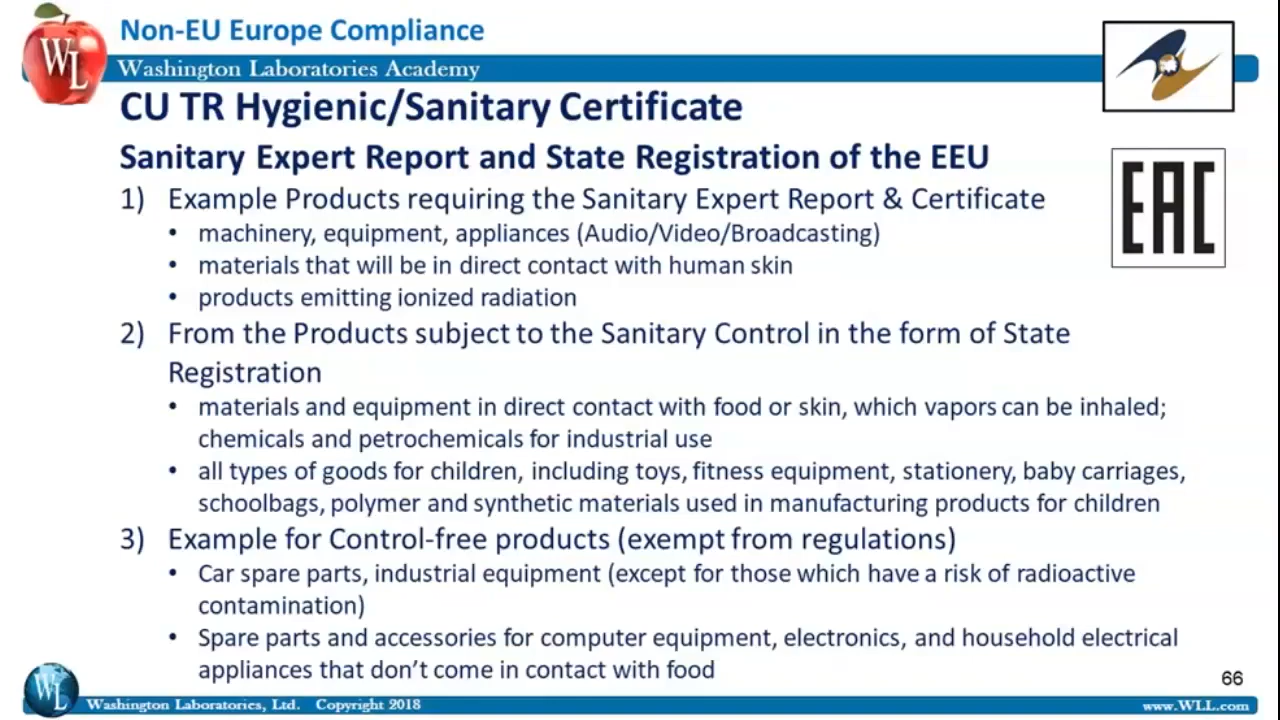 Non-EU Europe Compliance
WL
Washington Laboratories Academy
CU TR Hygienic/Sanitary Certificate
Sanitary Expert Report and State Registration of the EEU
1) Example Products requiring the Sanitary Expert Report & Certificate
EAC
• machinery, equipment, appliances (Audio/Video/Broadcasting)
• materials that will be in direct contact with human skin
• products emitting ionized radiation
2) From the Products subject to the Sanitary Control in the form of State
Registration
• materials and equipment in direct contact with food or skin, which vapors can be inhaled;
chemicals and petrochemicals for industrial use
• all types of goods for children, including toys, fitness equipment, stationery, baby carriages,
schoolbags, polymer and synthetic materials used in manufacturing products for children
3) Example for Control-free products (exempt from regulations)
• Car spare parts, industrial equipment (except for those which have a risk of radioactive
contamination)
• Spare parts and accessories for computer equipment, electronics, and household electrical
appliances that don't come in contact with food
66
WL
Washington Laboratories, Ltd. Copyright 2018
www.WLL.com